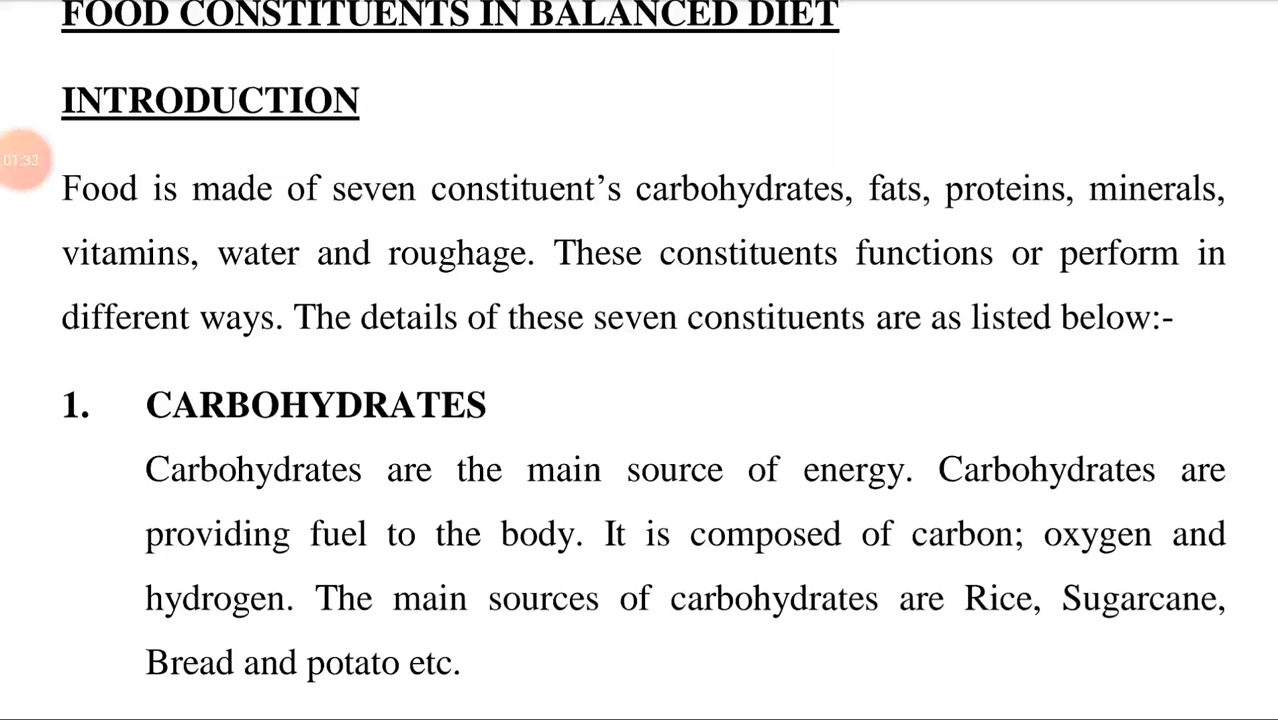 FOOD CONSTITUENTS IN BALANCED DIET
INTRODUCTION
01:33
Food is made of seven constituent’s carbohydrates, fats, proteins, minerals,
vitamins, water and roughage. These constituents functions or perform in
different ways. The details of these seven constituents are as listed below:-
1. CARBOHYDRATES
Carbohydrates are the main source of energy. Carbohydrates are
providing fuel to the body. It is composed of carbon; oxygen and
hydrogen. The main sources of carbohydrates are Rice, Sugarcane,
Bread and potato etc.